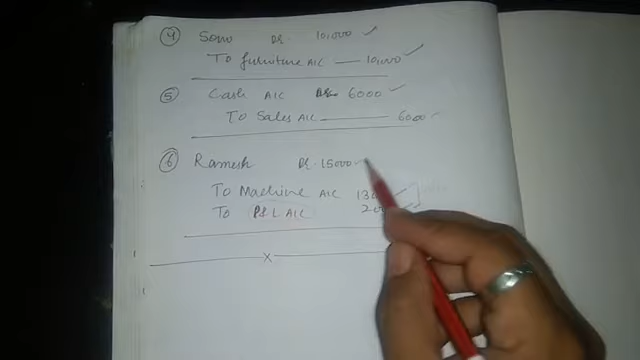 ④ Sonu Dr. 10,000 ✓
To furniture A/C — 10,000 ✓
⑤ Cash A/C Dr. 6000 ✓
To Sales A/C — 6000 ✓
⑥ Ramesh Dr. 15000 ✓
To Machine A/C
To P&L A/C
x